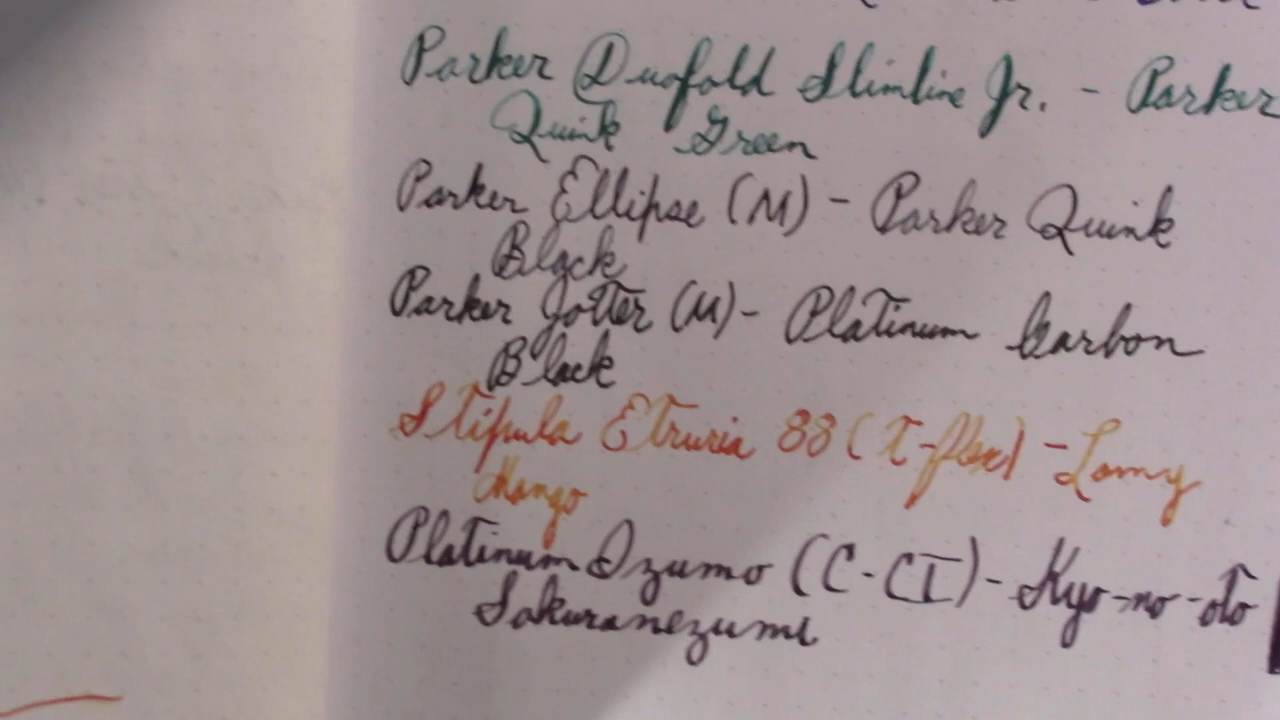 Parker Duofold Slimline Jr. - Parker
Quink Green
Parker Ellipse (M) - Parker Quink
Black
Parker Jotter (M) - Platinum Carbon
Black
Stipula Etruria 88 (T-flex) - Lamy
Mango
Platinum Izumo (C-CI) - Kyo-no-oto
Sakuranezumi